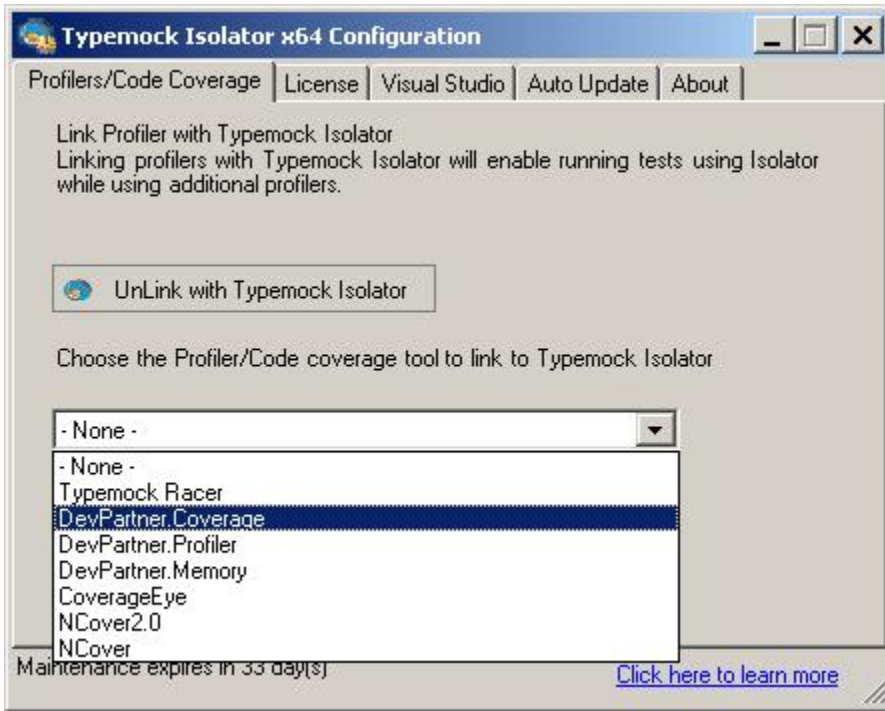 Typemock Isolator x64 Configuration
Profilers/Code Coverage License Visual Studio Auto Update About
Link Profiler with Typemock Isolator
Linking profilers with Typemock Isolator will enable running tests using Isolator
while using additional profilers.
UnLink with Typemock Isolator
Choose the Profiler/Code coverage tool to link to Typemock Isolator
- None -
- None -
Typemock Racer
DevPartner.Coverage
DevPartner.Profiler
DevPartner.Memory
CoverageEye
NCover2.0
NCover
Maintenance expires in 33 day(s)
Click here to learn more